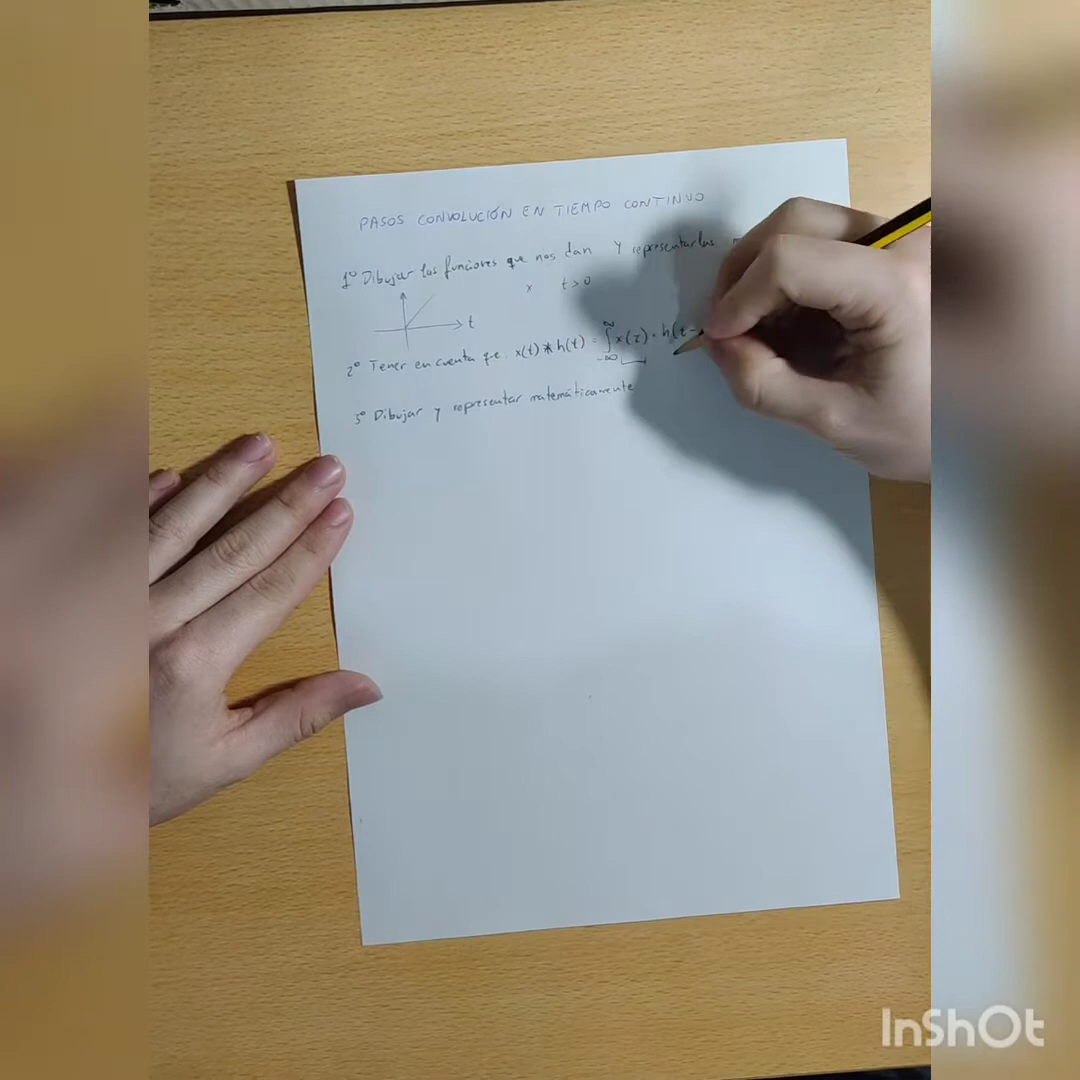 PASOS CONVOLUCIÓN EN TIEMPO CONTINUO
1º Dibujar las funciones que nos dan y representarlas
x t > 0
t
2º Tener en cuenta que. x(t) * h(t) = ∫_{-∞}^{∞} x(τ) · h(t-
3º Dibujar y representar matemáticamente
InShOt